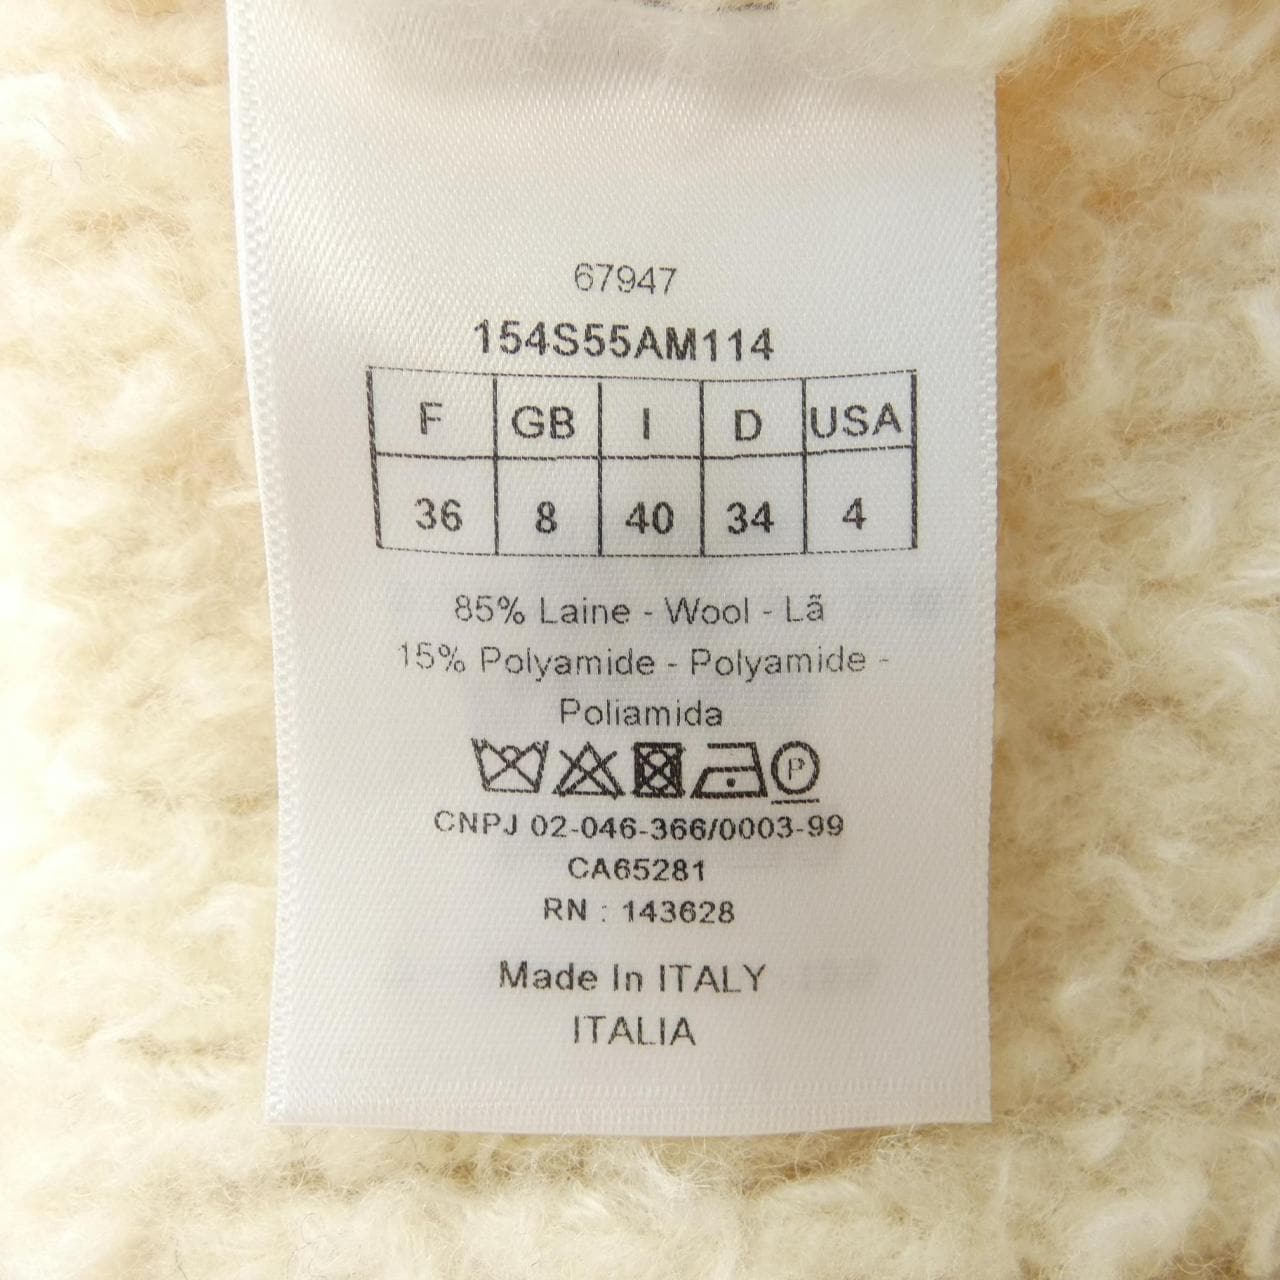 67947
154S55AM114
F GB I D USA
36 8 40 34 4
85% Laine - Wool - Lã
15% Polyamide - Polyamide -
Poliamida
P
CNPJ 02-046-366/0003-99
CA65281
RN : 143628
Made In ITALY
ITALIA